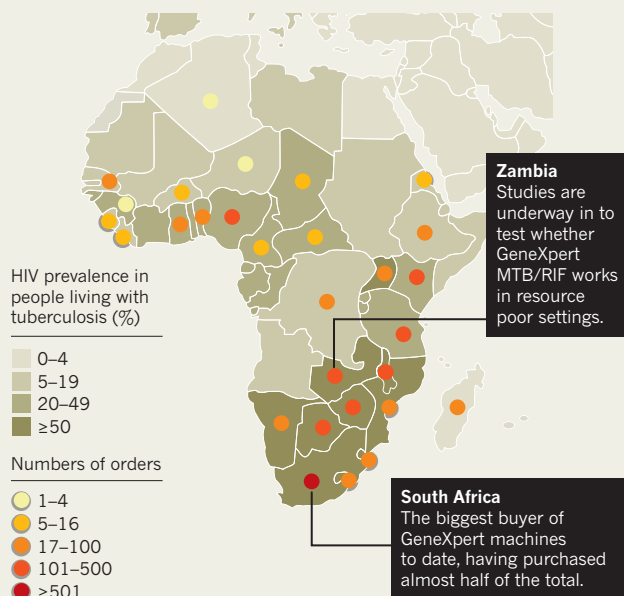 Zambia
Studies are
underway in to
test whether
GeneXpert
MTB/RIF works
in resource
poor settings.
HIV prevalence in
people living with
tuberculosis (%)
0–4
5–19
20–49
≥50
Numbers of orders
1–4
5–16
17–100
101–500
≥501
South Africa
The biggest buyer of
GeneXpert machines
to date, having purchased
almost half of the total.